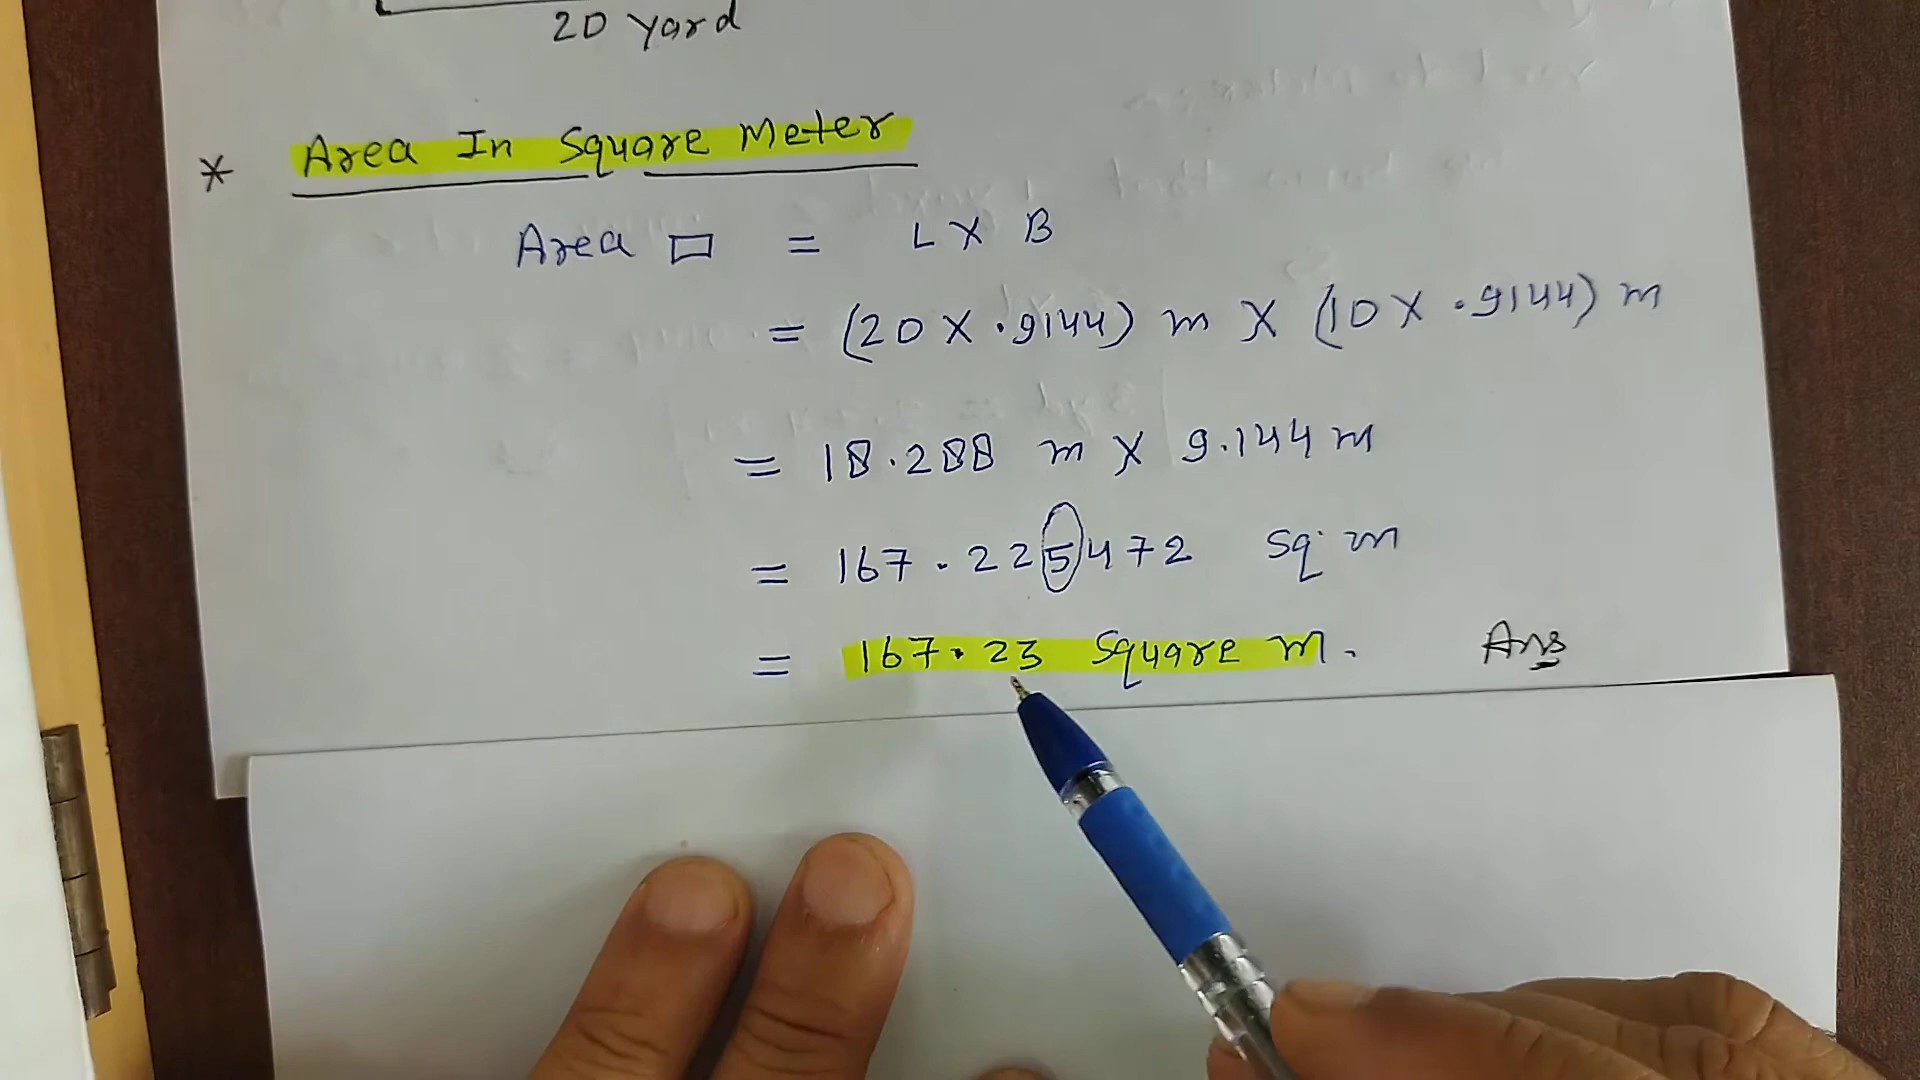 20 yard
* Area In Square Meter
Area ▭ = L X B
= (20 X .9144) m X (10 X .9144) m
= 18.288 m X 9.144 m
= 167.225472 Sq m
= 167.23 Square m. Ans